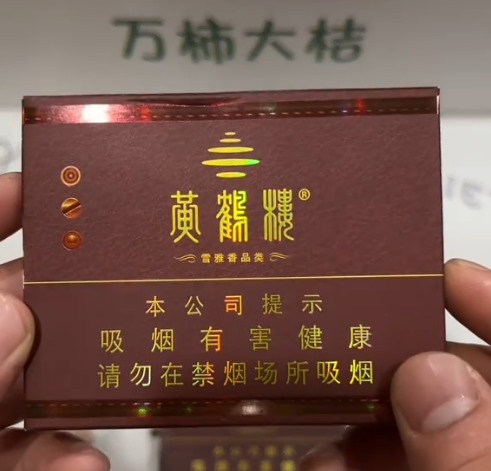 万柿大桔
黄鹤楼®
雪雅香品类
本公司提示
吸烟有害健康
请勿在禁烟场所吸烟